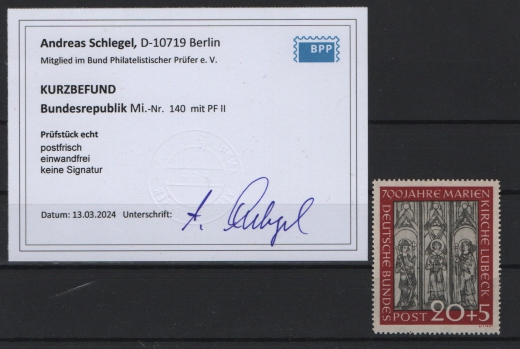 Andreas Schlegel, D-10719 Berlin
Mitglied im Bund Philatelistischer Prüfer e. V.
BPP
KURZBEFUND
Bundesrepublik Mi.-Nr. 140 mit PF II
Prüfstück echt
postfrisch
einwandfrei
keine Signatur
Datum: 13.03.2024 Unterschrift:
A. Schlegel
700 JAHRE MARIEN
KIRCHE LÜBECK
DEUTSCHE BUNDES
POST 20+5